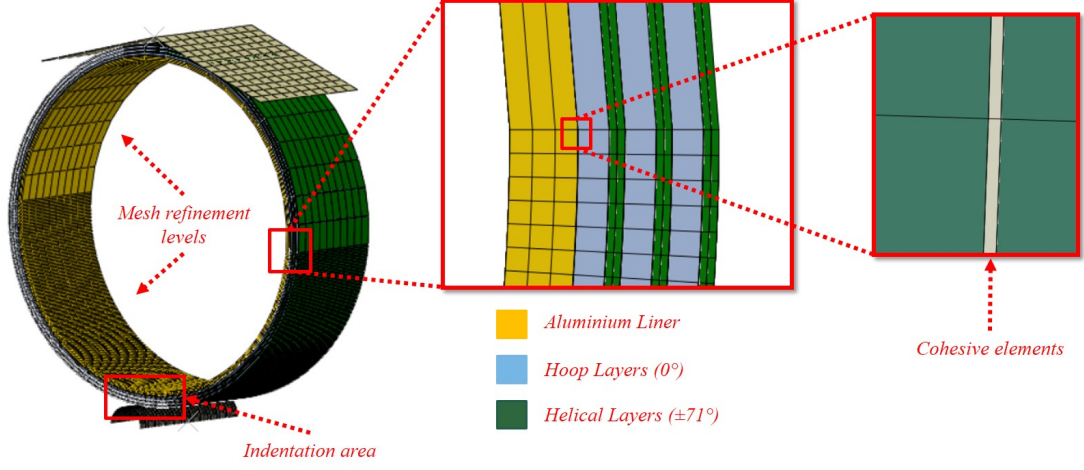 Mesh refinement
levels
Indentation area
Aluminium Liner
Hoop Layers (0°)
Helical Layers (±71°)
Cohesive elements